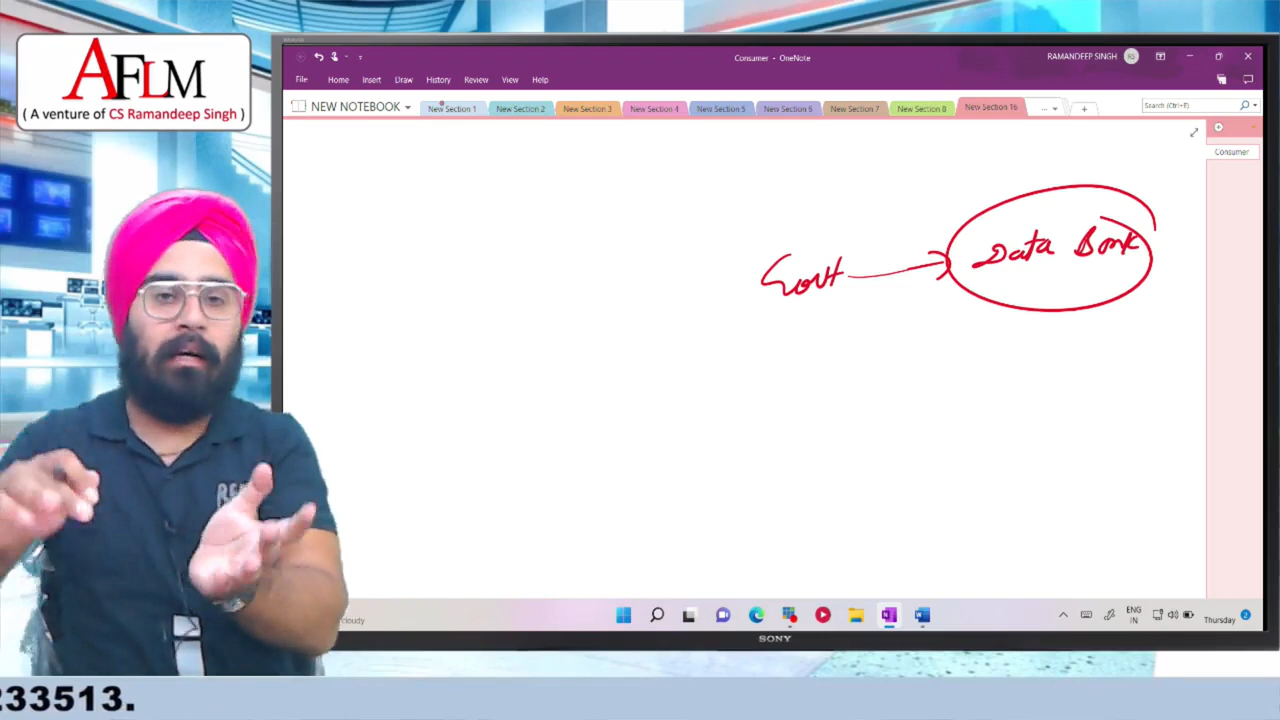 AFLM
( A venture of CS Ramandeep Singh )
Consumer - OneNote
RAMANDEEP SINGH
RS
File Home Insert Draw History Review View Help
NEW NOTEBOOK
New Section 1 New Section 2 New Section 3 New Section 4 New Section 5 New Section 6 New Section 7 New Section 8 New Section 16 ...
Search (Ctrl+E)
Consumer
Data Bank
Govt
cloudy
ENG
IN
Thursday
2
SONY
233513.